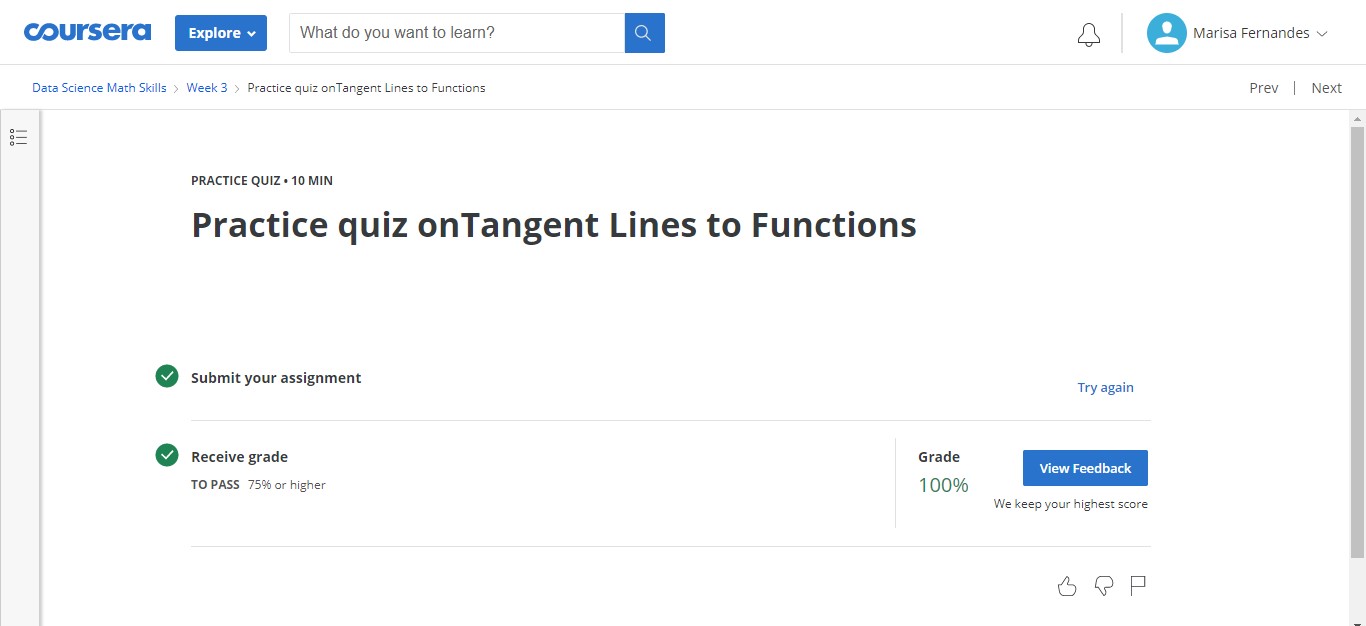 coursera Explore What do you want to learn? Marisa Fernandes
Data Science Math Skills Week 3 Practice quiz onTangent Lines to Functions Prev | Next
PRACTICE QUIZ • 10 MIN
Practice quiz onTangent Lines to Functions
Submit your assignment
Try again
Receive grade
TO PASS 75% or higher
Grade
100%
View Feedback
We keep your highest score